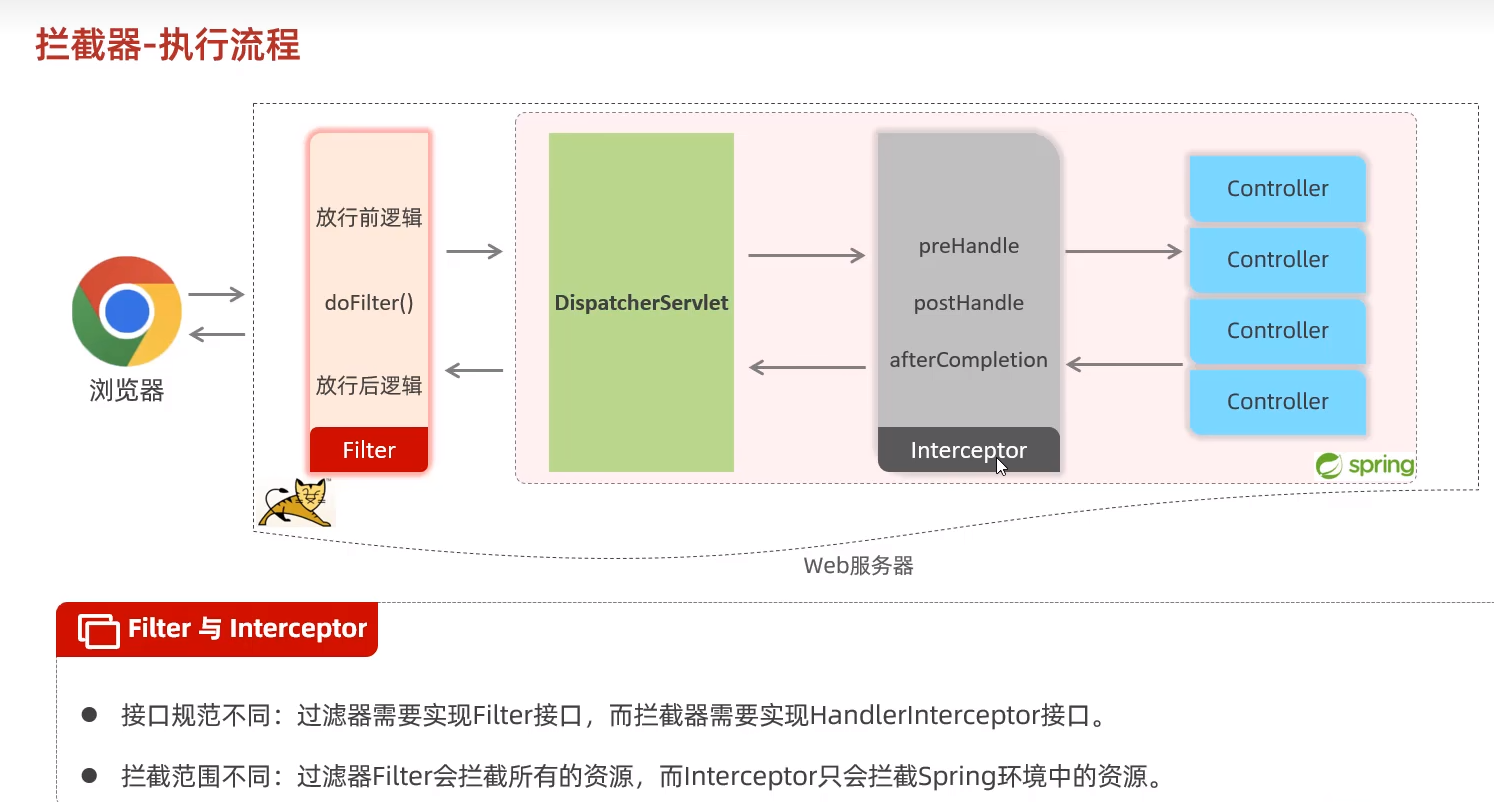 拦截器-执行流程
放行前逻辑
doFilter()
放行后逻辑
Filter
DispatcherServlet
preHandle
postHandle
afterCompletion
Interceptor
Controller
Controller
Controller
Controller
浏览器
spring
Web服务器
Filter 与 Interceptor
接口规范不同：过滤器需要实现Filter接口，而拦截器需要实现HandlerInterceptor接口。
拦截范围不同：过滤器Filter会拦截所有的资源，而Interceptor只会拦截Spring环境中的资源。